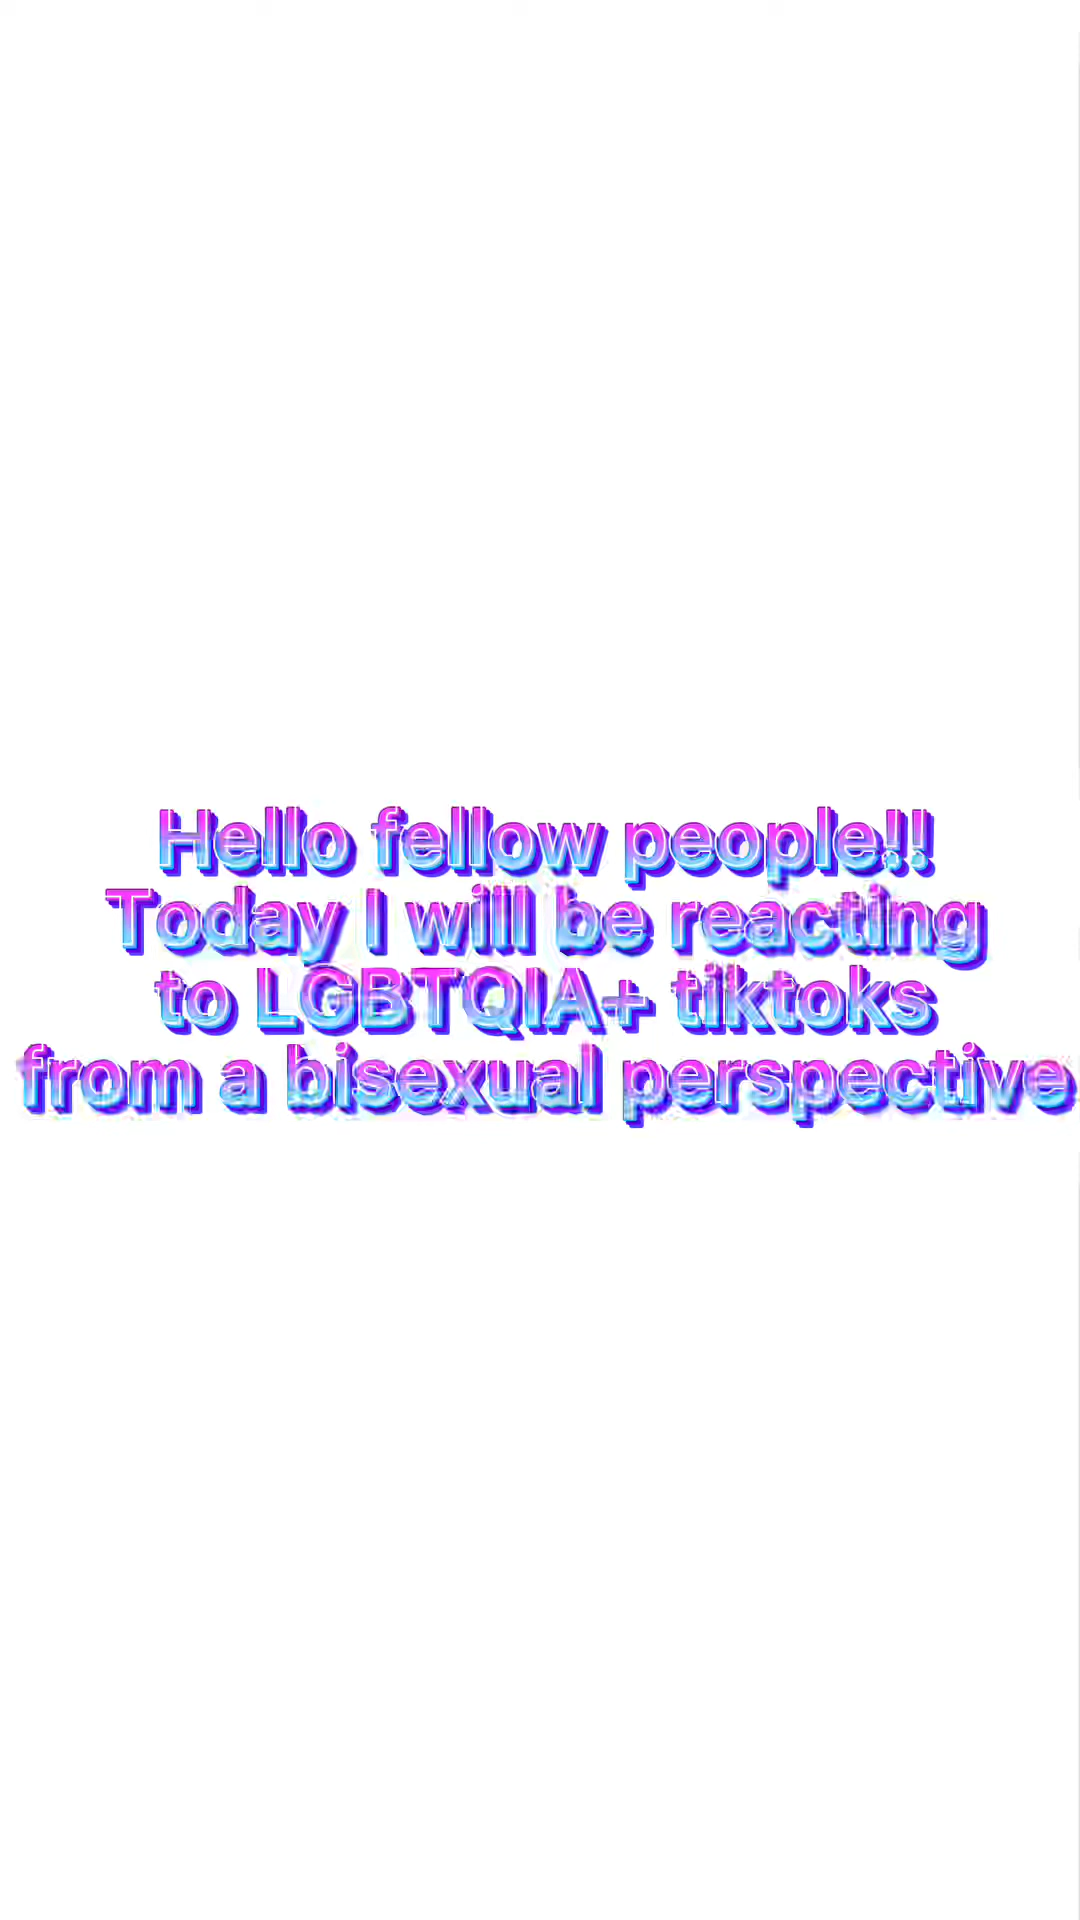 Hello fellow people!!
Today I will be reacting
to LGBTQIA+ tiktoks
from a bisexual perspective